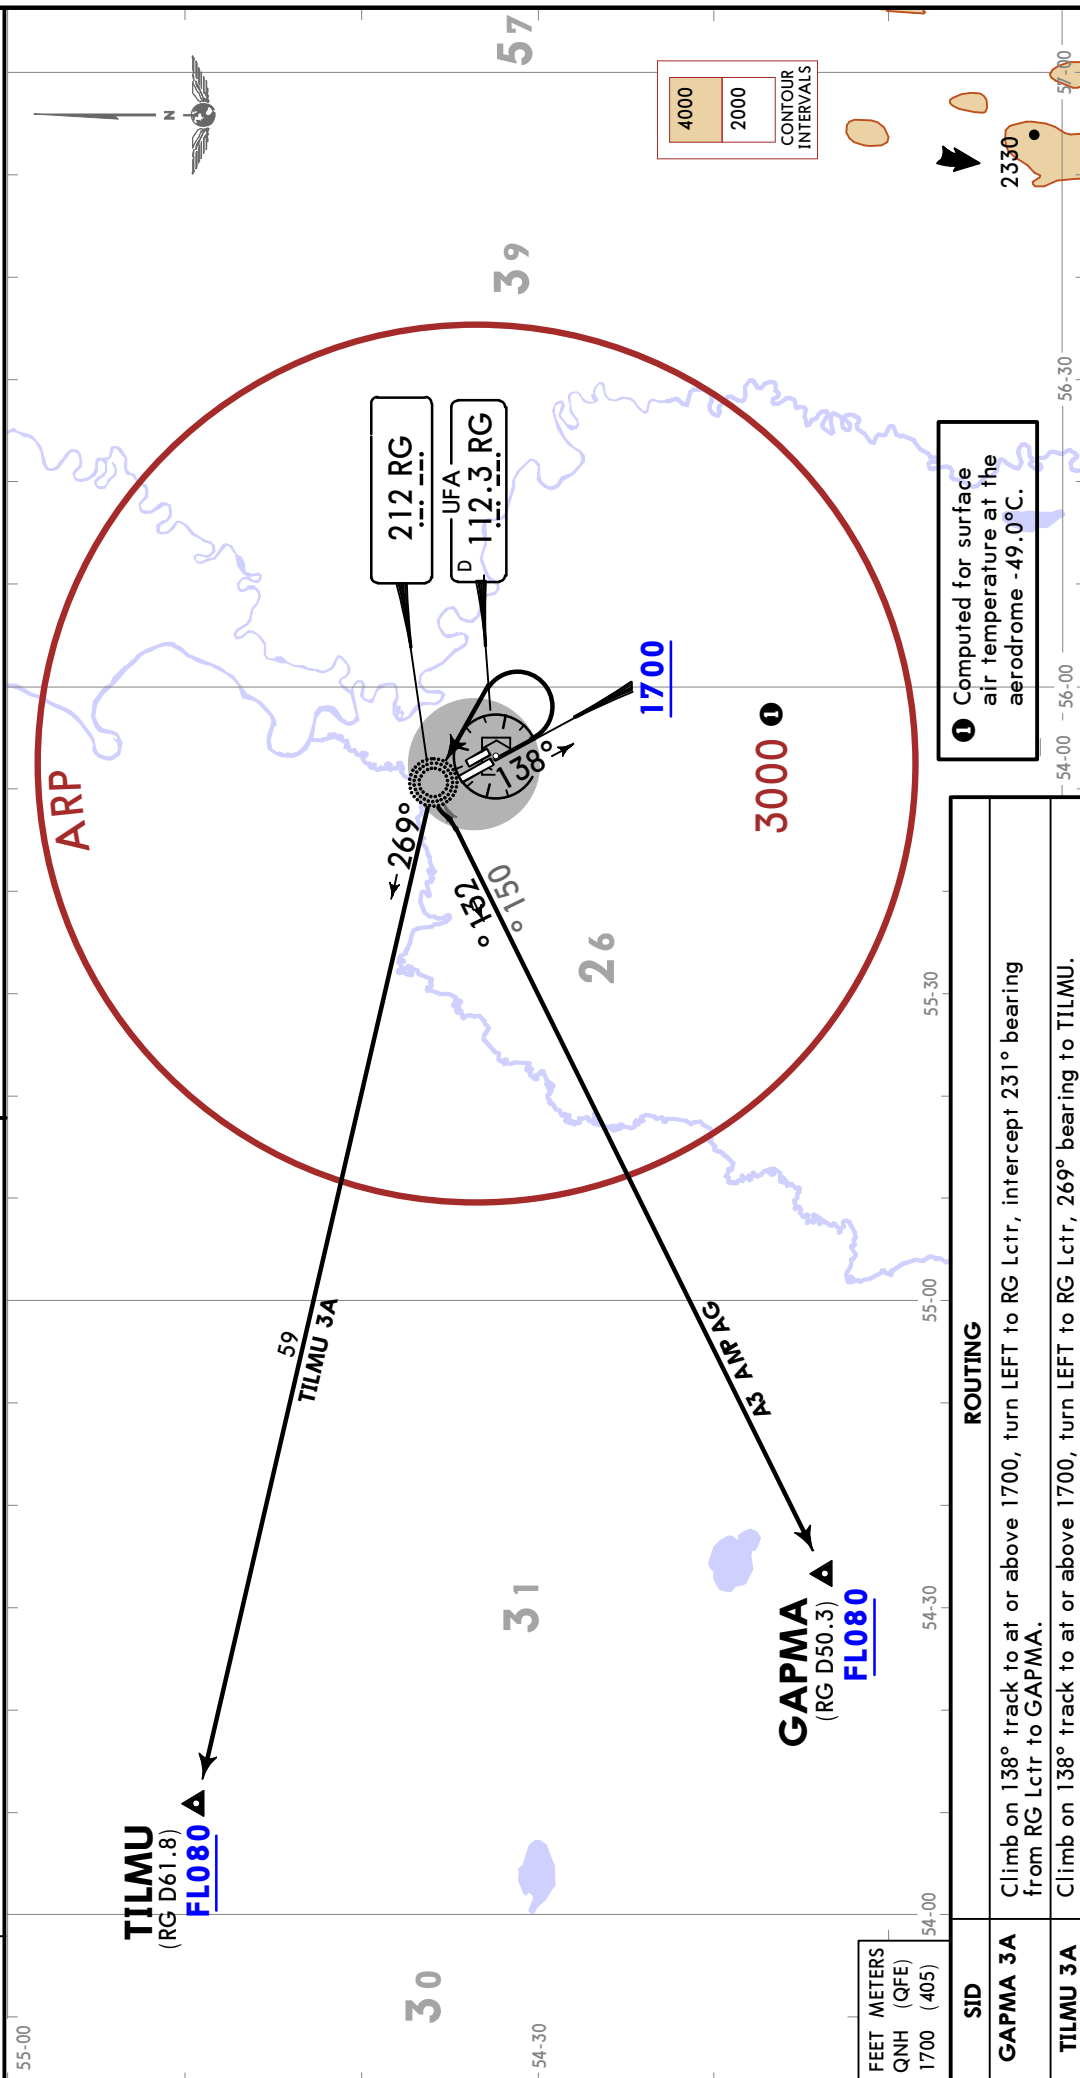 55-00
54-30
TILMU
(RG D61.8)
FL080
59
TILMU 3A
30
31
26
39
57
ARP
N
269°
° 132
° 150
138°
212 RG
UFA
D
112.3 RG
1700
3000 1
A3 AMPAG
GAPMA
(RG D50.3)
FL080
4000
2000
CONTOUR
INTERVALS
2330
54-00
54-30
55-00
55-30
54-00
56-00
56-30
57-00
1 Computed for surface
air temperature at the
aerodrome -49.0°C.
FEET METERS
QNH (QFE)
1700 (405)
SID
ROUTING
GAPMA 3A
Climb on 138° track to at or above 1700, turn LEFT to RG Lctr, intercept 231° bearing
from RG Lctr to GAPMA.
TILMU 3A
Climb on 138° track to at or above 1700, turn LEFT to RG Lctr, 269° bearing to TILMU.